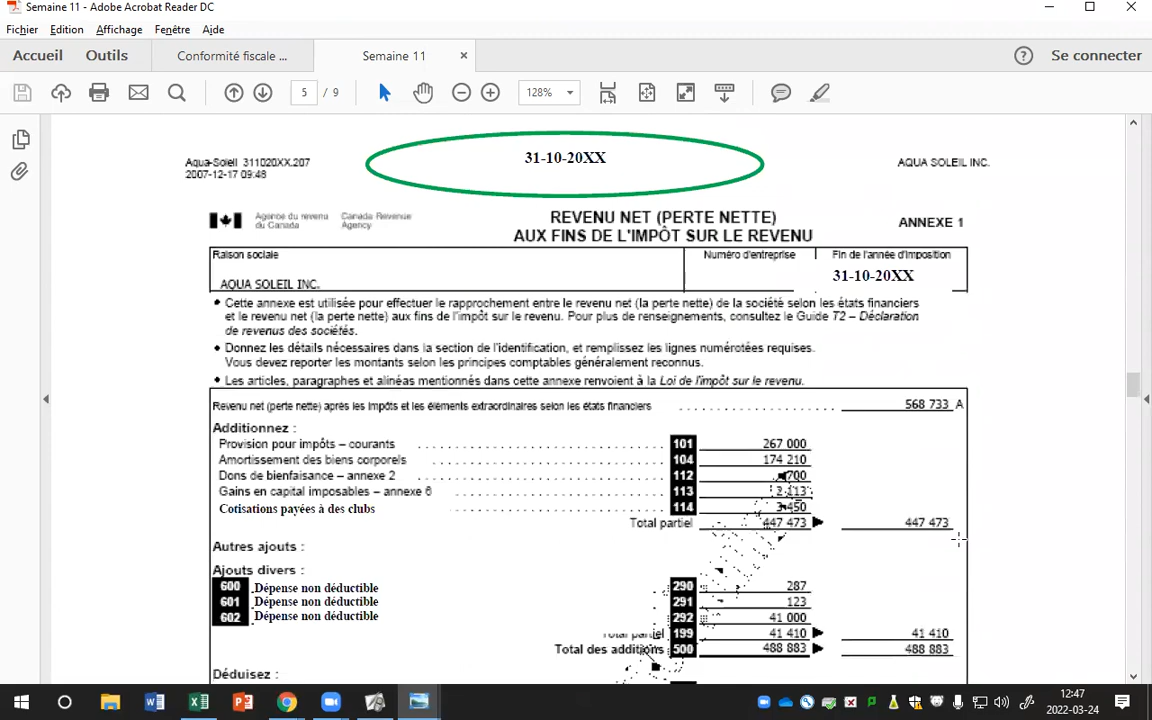 Semaine 11 - Adobe Acrobat Reader DC
Fichier Edition Affichage Fenêtre Aide
Accueil Outils Conformité fiscale ... Semaine 11 × ? Se connecter
5 / 9 128%
31-10-20XX
Aqua-Soleil 311020XX.207
2007-12-17 09:48
AQUA SOLEIL INC.
Agence du revenu du Canada
Canada Revenue Agency
REVENU NET (PERTE NETTE)
AUX FINS DE L'IMPÔT SUR LE REVENU
ANNEXE 1
Raison sociale Numéro d'entreprise Fin de l'année d'imposition
AQUA SOLEIL INC. 31-10-20XX
• Cette annexe est utilisée pour effectuer le rapprochement entre le revenu net (la perte nette) de la société selon les états financiers
et le revenu net (la perte nette) aux fins de l'impôt sur le revenu. Pour plus de renseignements, consultez le Guide T2 – Déclaration
de revenus des sociétés.
• Donnez les détails nécessaires dans la section de l'identification, et remplissez les lignes numérotées requises.
Vous devez reporter les montants selon les principes comptables généralement reconnus.
• Les articles, paragraphes et alinéas mentionnés dans cette annexe renvoient à la Loi de l'impôt sur le revenu.
Revenu net (perte nette) après les impôts et les éléments extraordinaires selon les états financiers 568 733 A
Additionnez :
Provision pour impôts – courants 101 267 000
Amortissement des biens corporels 104 174 210
Dons de bienfaisance – annexe 2 112 700
Gains en capital imposables – annexe 6 113 2 113
Cotisations payées à des clubs 114 3 450
Total partiel 447 473 447 473
Autres ajouts :
Ajouts divers :
600 Dépense non déductible 290 287
601 Dépense non déductible 291 123
602 Dépense non déductible 292 41 000
Total partiel 199 41 410 41 410
Total des additions 500 488 883 488 883
Déduisez :
12:47
2022-03-24